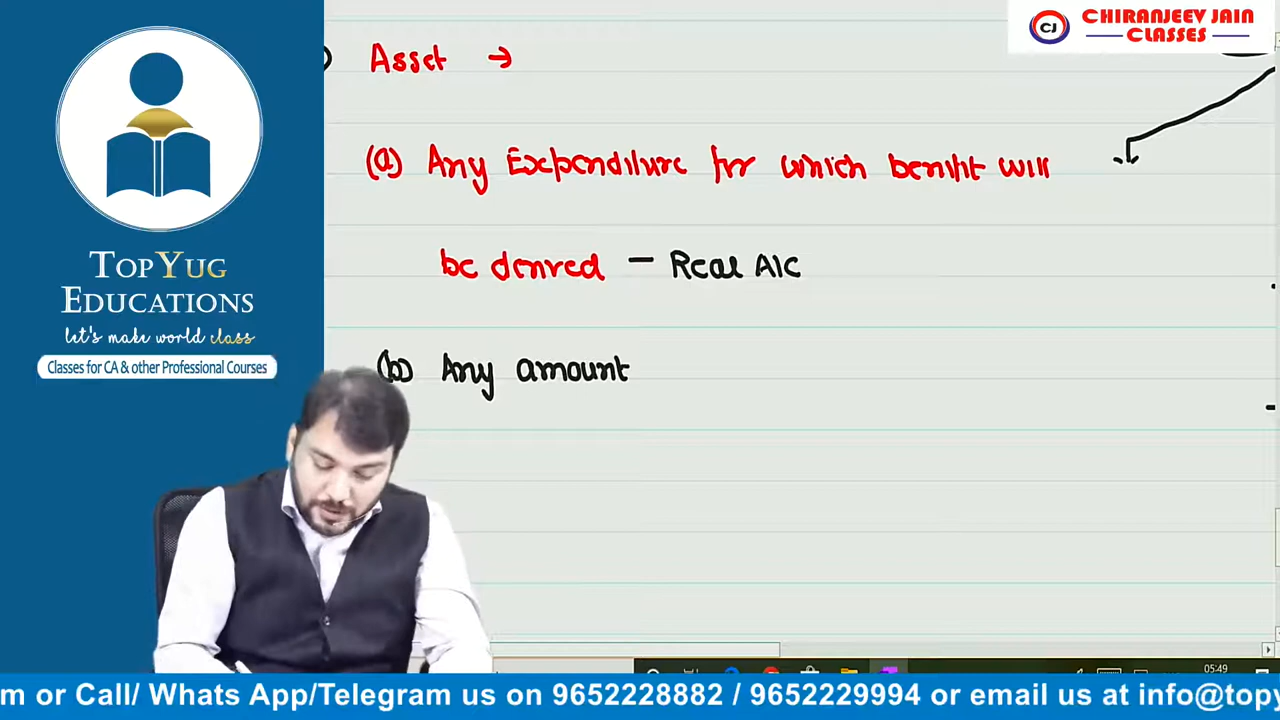 CHIRANJEEV JAIN
CLASSES
CJ
Asset →
(a) Any Expenditure for which benifit will
be derived — Real A/C
(b) Any amount
TOPYUG
EDUCATIONS
let's make world class
Classes for CA & other Professional Courses
05:49
m or Call/ Whats App/Telegram us on 9652228882 / 9652229994 or email us at info@topy